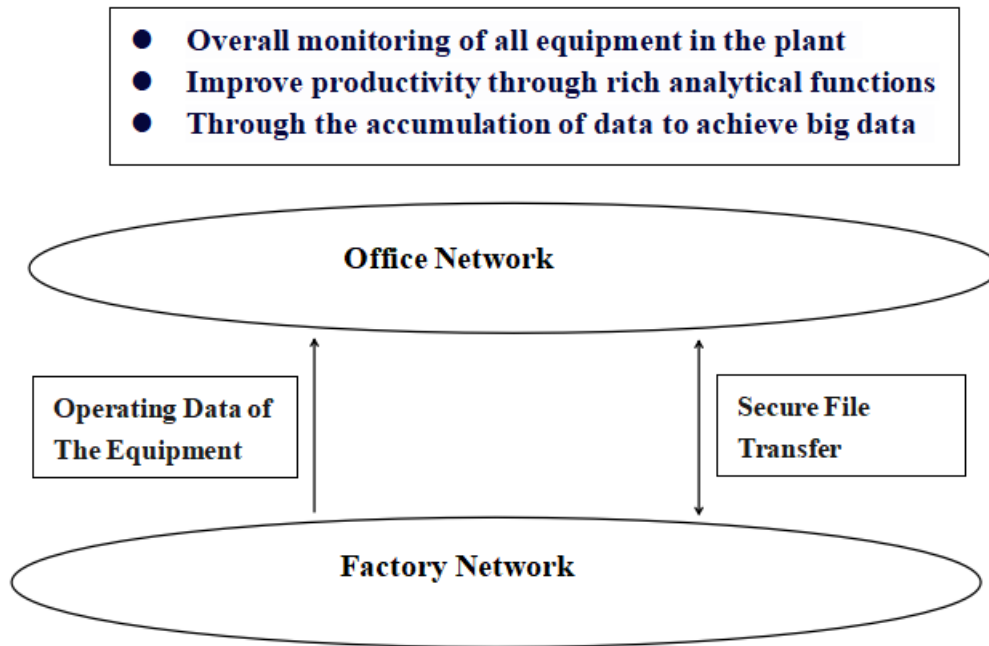 ● Overall monitoring of all equipment in the plant
● Improve productivity through rich analytical functions
● Through the accumulation of data to achieve big data
Office Network
Operating Data of
The Equipment
Secure File
Transfer
Factory Network